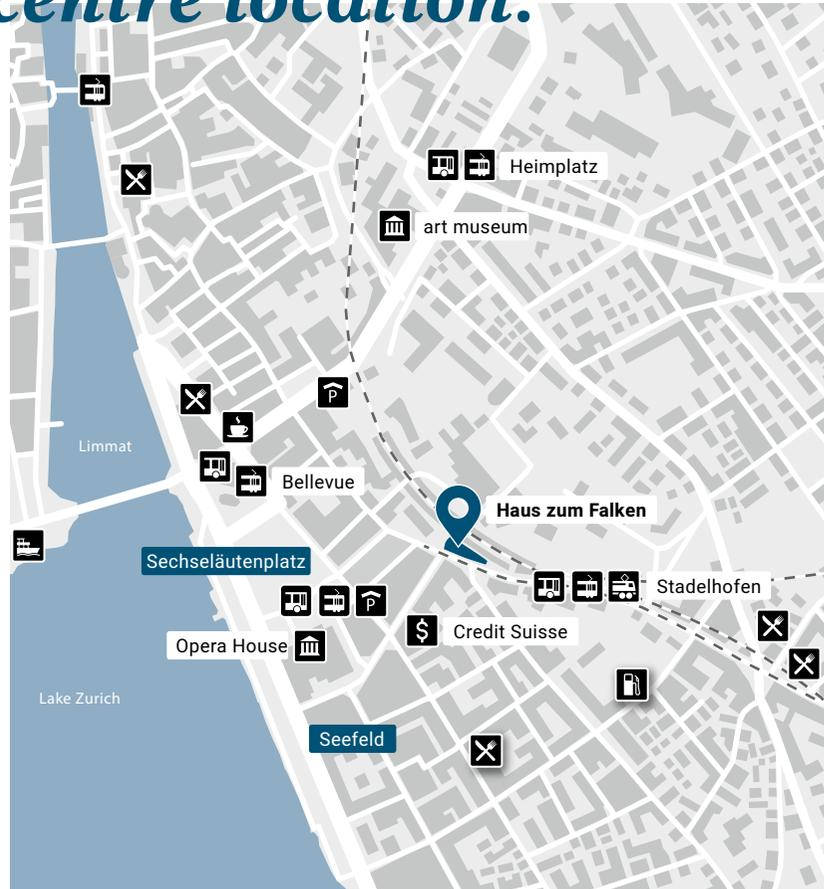 centre location.
Heimplatz
art museum
P
Limmat
Bellevue
Haus zum Falken
Sechseläutenplatz
Stadelhofen
P
$
Credit Suisse
Opera House
Lake Zurich
Seefeld